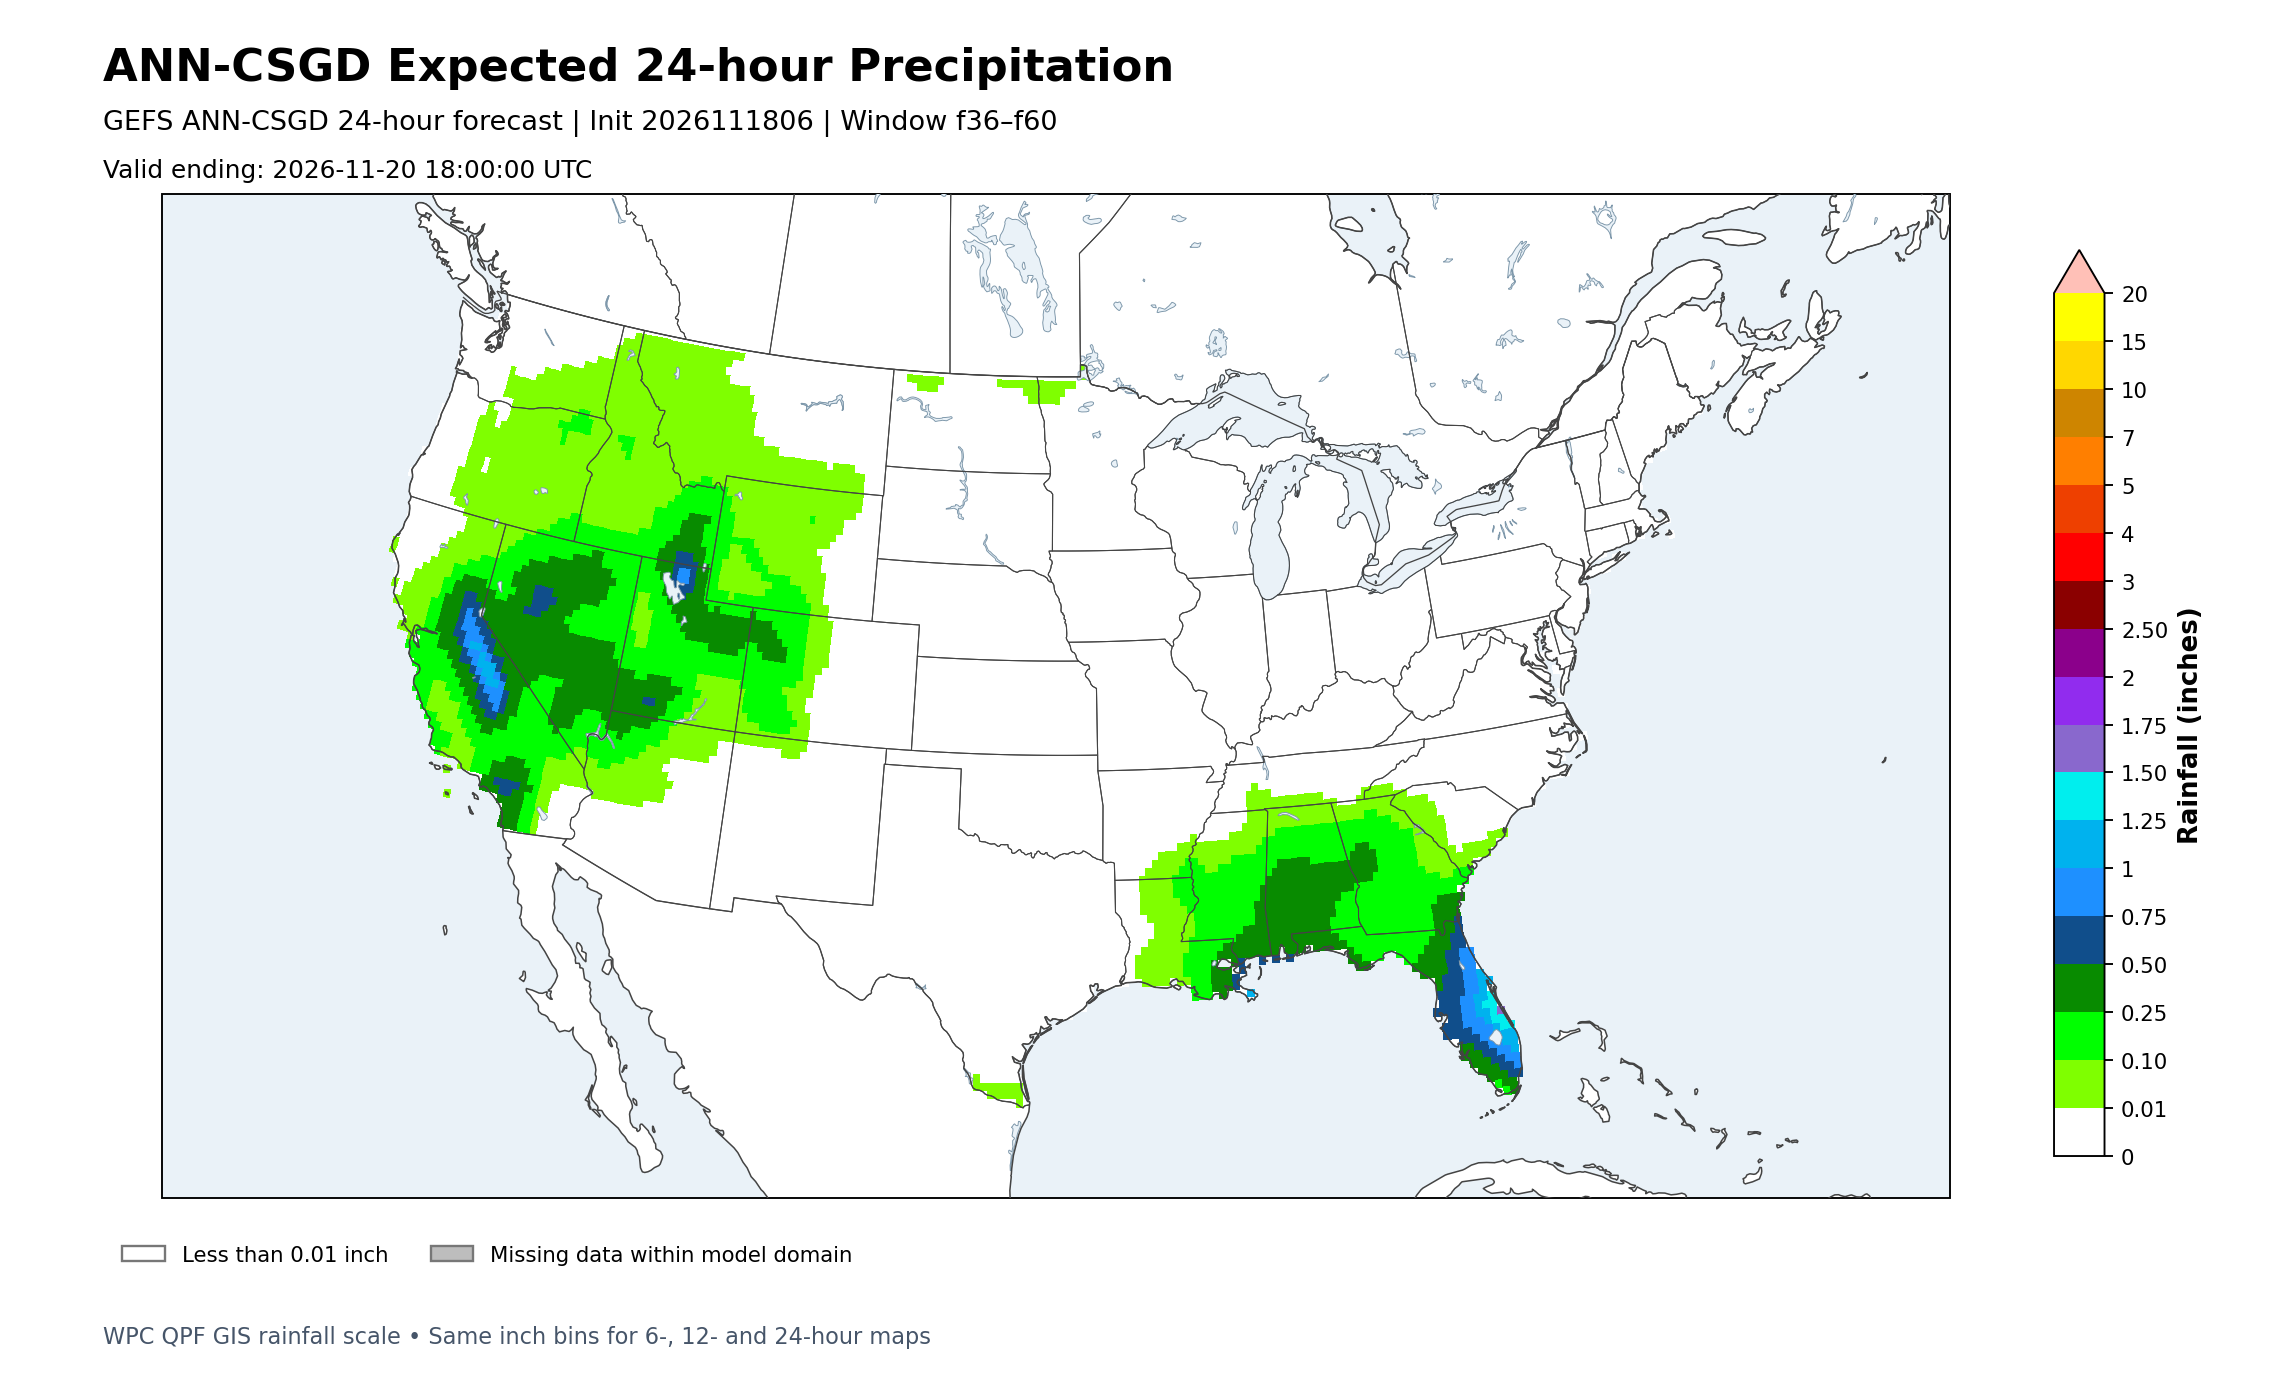 ANN-CSGD Expected 24-hour Precipitation
GEFS ANN-CSGD 24-hour forecast | Init 2026111806 | Window f36–f60
Valid ending: 2026-11-20 18:00:00 UTC
20
15
10
7
5
4
3
2.50
2
1.75
1.50
1.25
1
0.75
0.50
0.25
0.10
0.01
0
Rainfall (inches)
Less than 0.01 inch
Missing data within model domain
WPC QPF GIS rainfall scale • Same inch bins for 6-, 12- and 24-hour maps